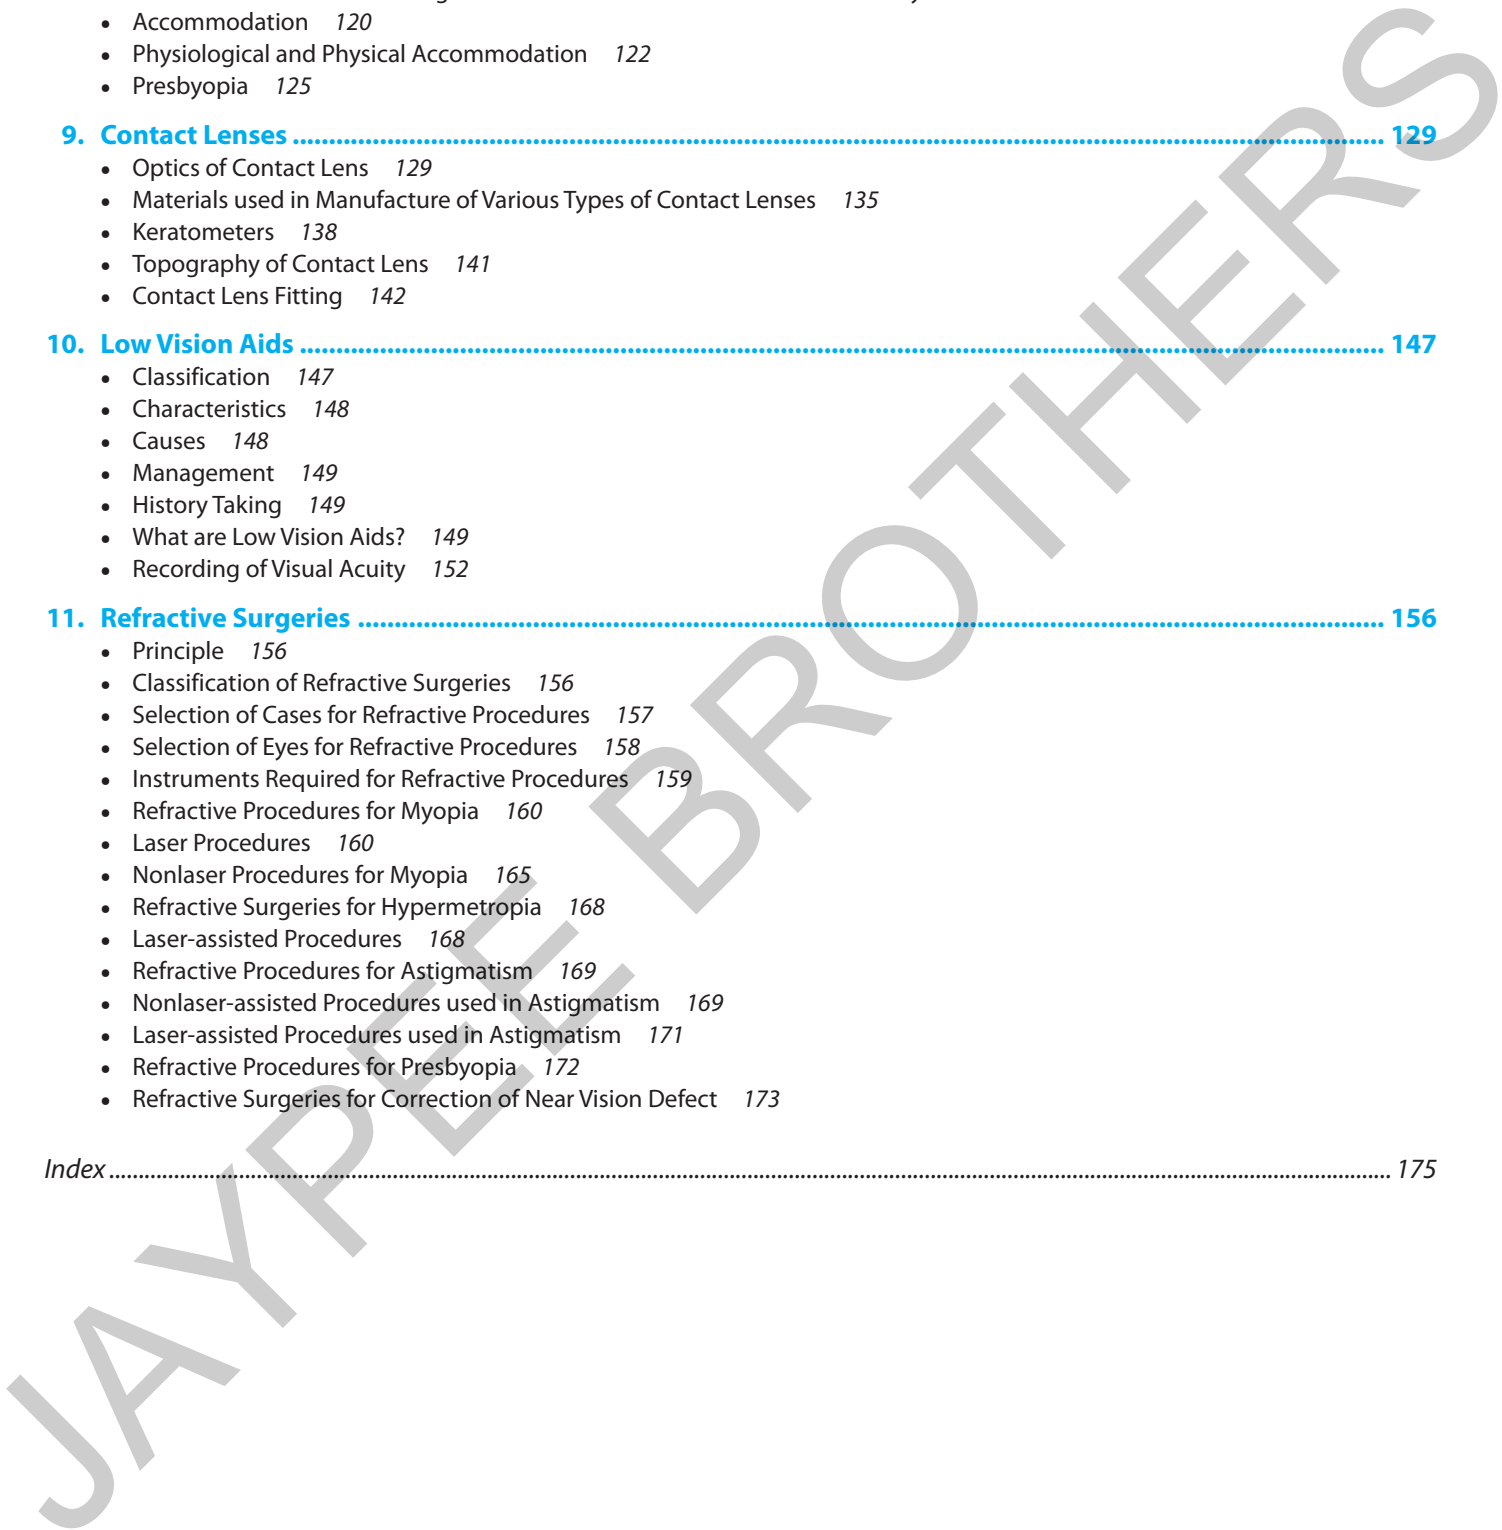 • Accommodation 120
• Physiological and Physical Accommodation 122
• Presbyopia 125
9. Contact Lenses ........................................ 129
• Optics of Contact Lens 129
• Materials used in Manufacture of Various Types of Contact Lenses 135
• Keratometers 138
• Topography of Contact Lens 141
• Contact Lens Fitting 142
10. Low Vision Aids ........................................ 147
• Classification 147
• Characteristics 148
• Causes 148
• Management 149
• History Taking 149
• What are Low Vision Aids? 149
• Recording of Visual Acuity 152
11. Refractive Surgeries ........................................ 156
• Principle 156
• Classification of Refractive Surgeries 156
• Selection of Cases for Refractive Procedures 157
• Selection of Eyes for Refractive Procedures 158
• Instruments Required for Refractive Procedures 159
• Refractive Procedures for Myopia 160
• Laser Procedures 160
• Nonlaser Procedures for Myopia 165
• Refractive Surgeries for Hypermetropia 168
• Laser-assisted Procedures 168
• Refractive Procedures for Astigmatism 169
• Nonlaser-assisted Procedures used in Astigmatism 169
• Laser-assisted Procedures used in Astigmatism 171
• Refractive Procedures for Presbyopia 172
• Refractive Surgeries for Correction of Near Vision Defect 173
Index ........................................ 175
JAYPEE BROTHERS